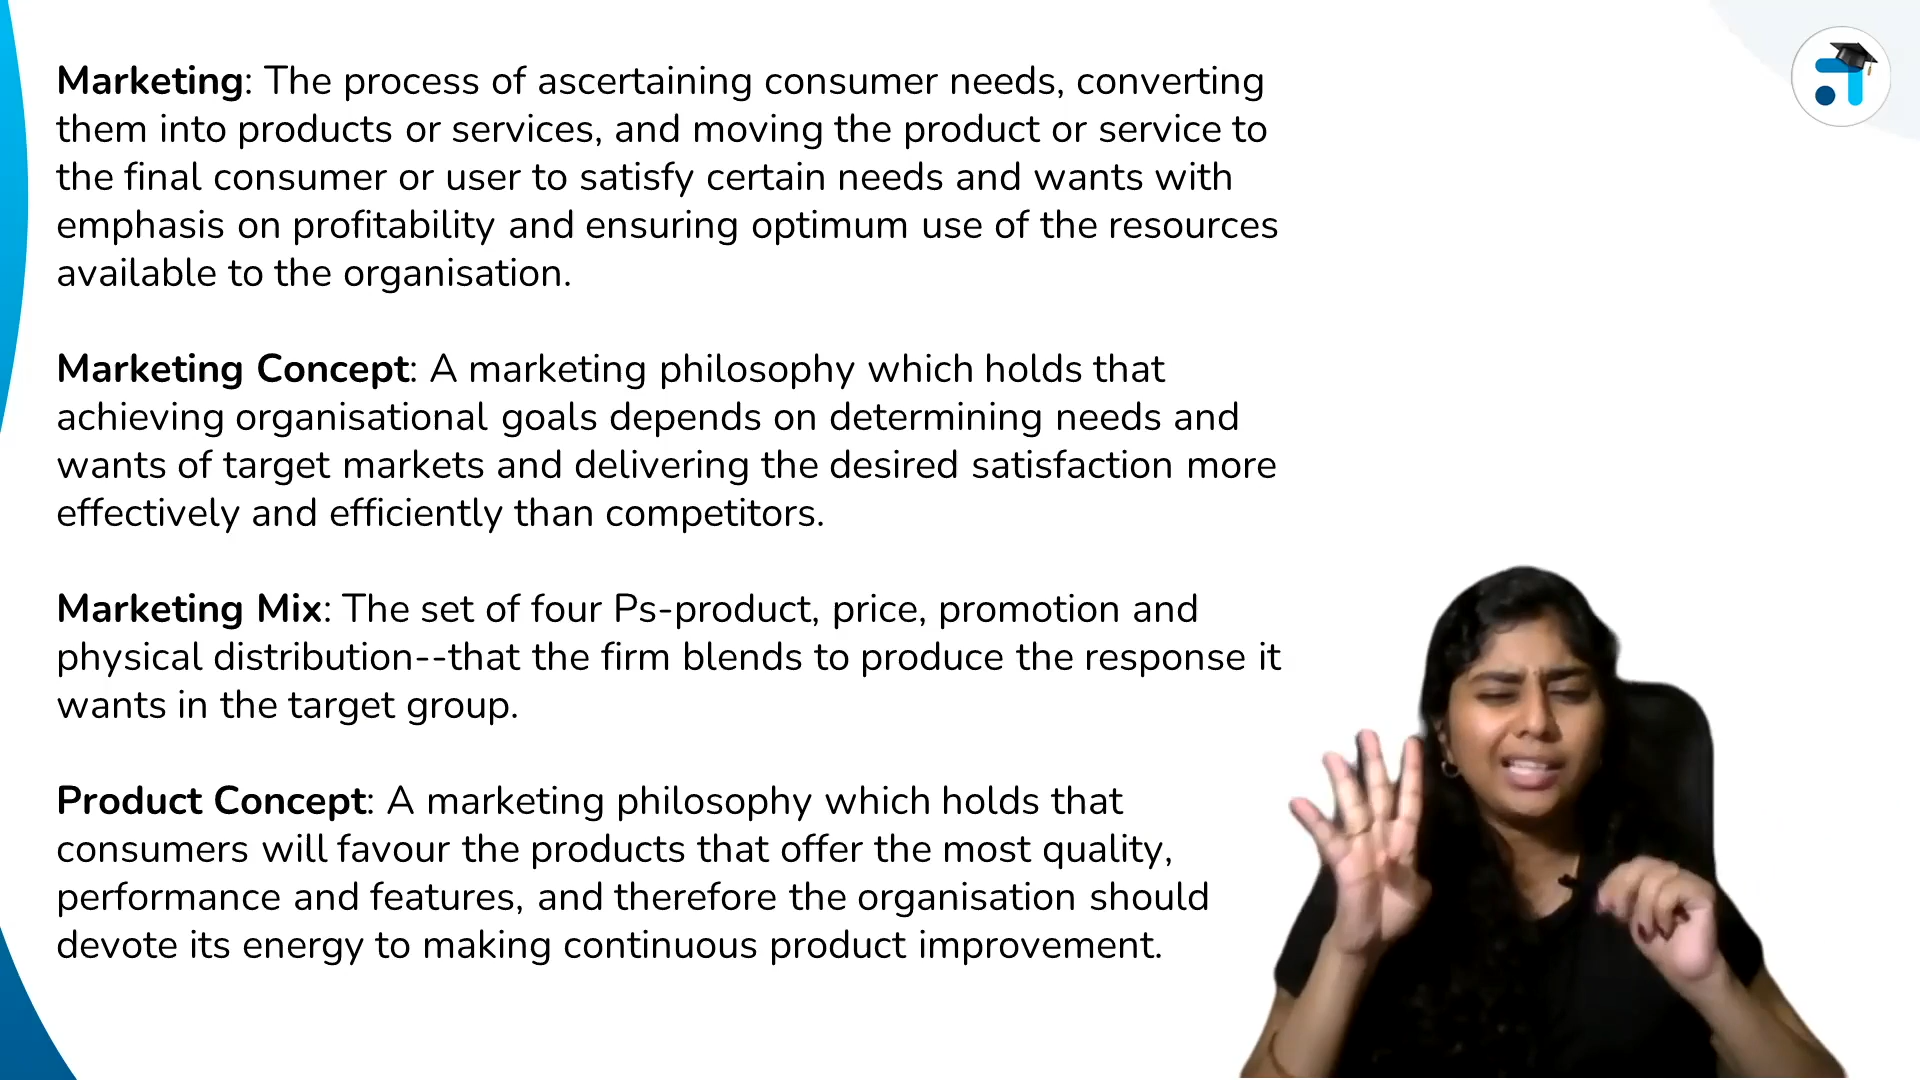 Marketing: The process of ascertaining consumer needs, converting
them into products or services, and moving the product or service to
the final consumer or user to satisfy certain needs and wants with
emphasis on profitability and ensuring optimum use of the resources
available to the organisation.
Marketing Concept: A marketing philosophy which holds that
achieving organisational goals depends on determining needs and
wants of target markets and delivering the desired satisfaction more
effectively and efficiently than competitors.
Marketing Mix: The set of four Ps-product, price, promotion and
physical distribution--that the firm blends to produce the response it
wants in the target group.
Product Concept: A marketing philosophy which holds that
consumers will favour the products that offer the most quality,
performance and features, and therefore the organisation should
devote its energy to making continuous product improvement.